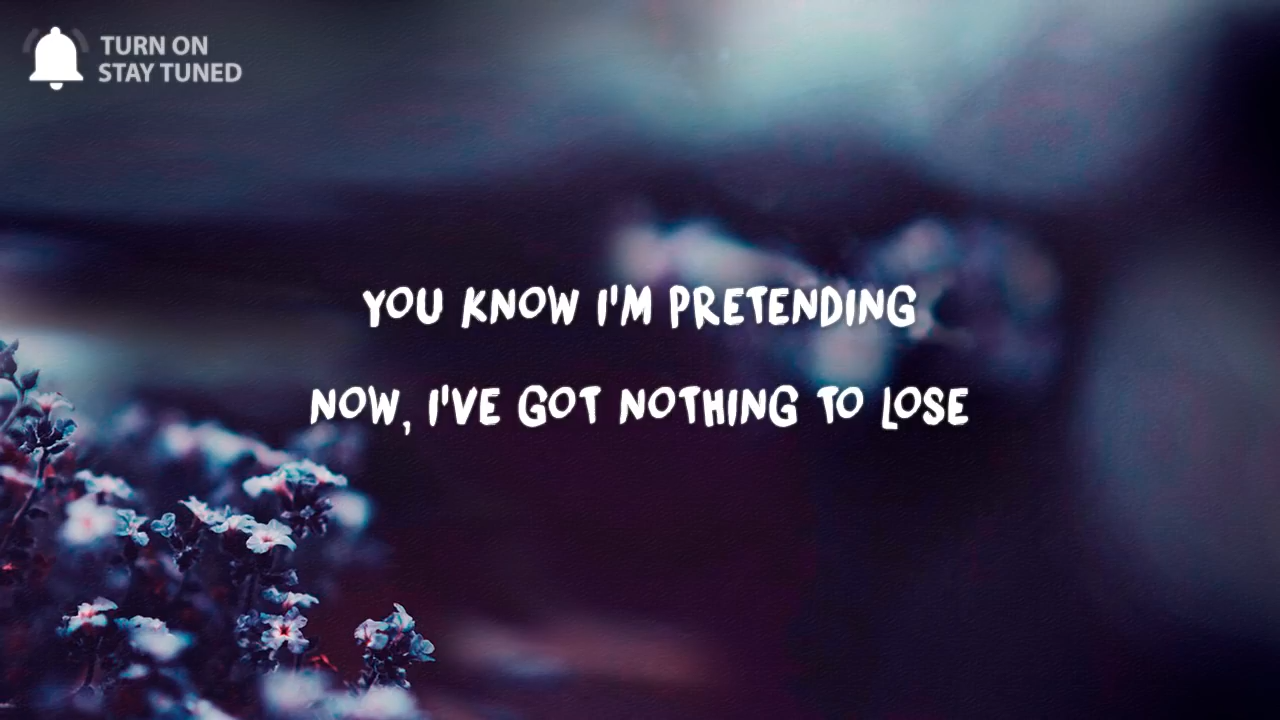 TURN ON
STAY TUNED
YOU KNOW I'M PRETENDING
NOW, I'VE GOT NOTHING TO LOSE